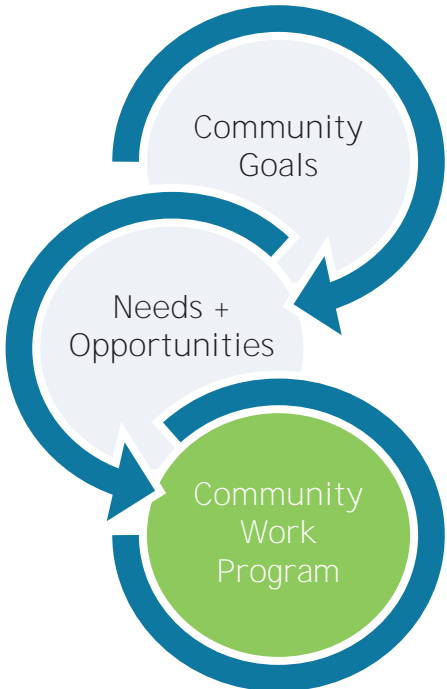 Community
Goals
Needs +
Opportunities
Community
Work
Program